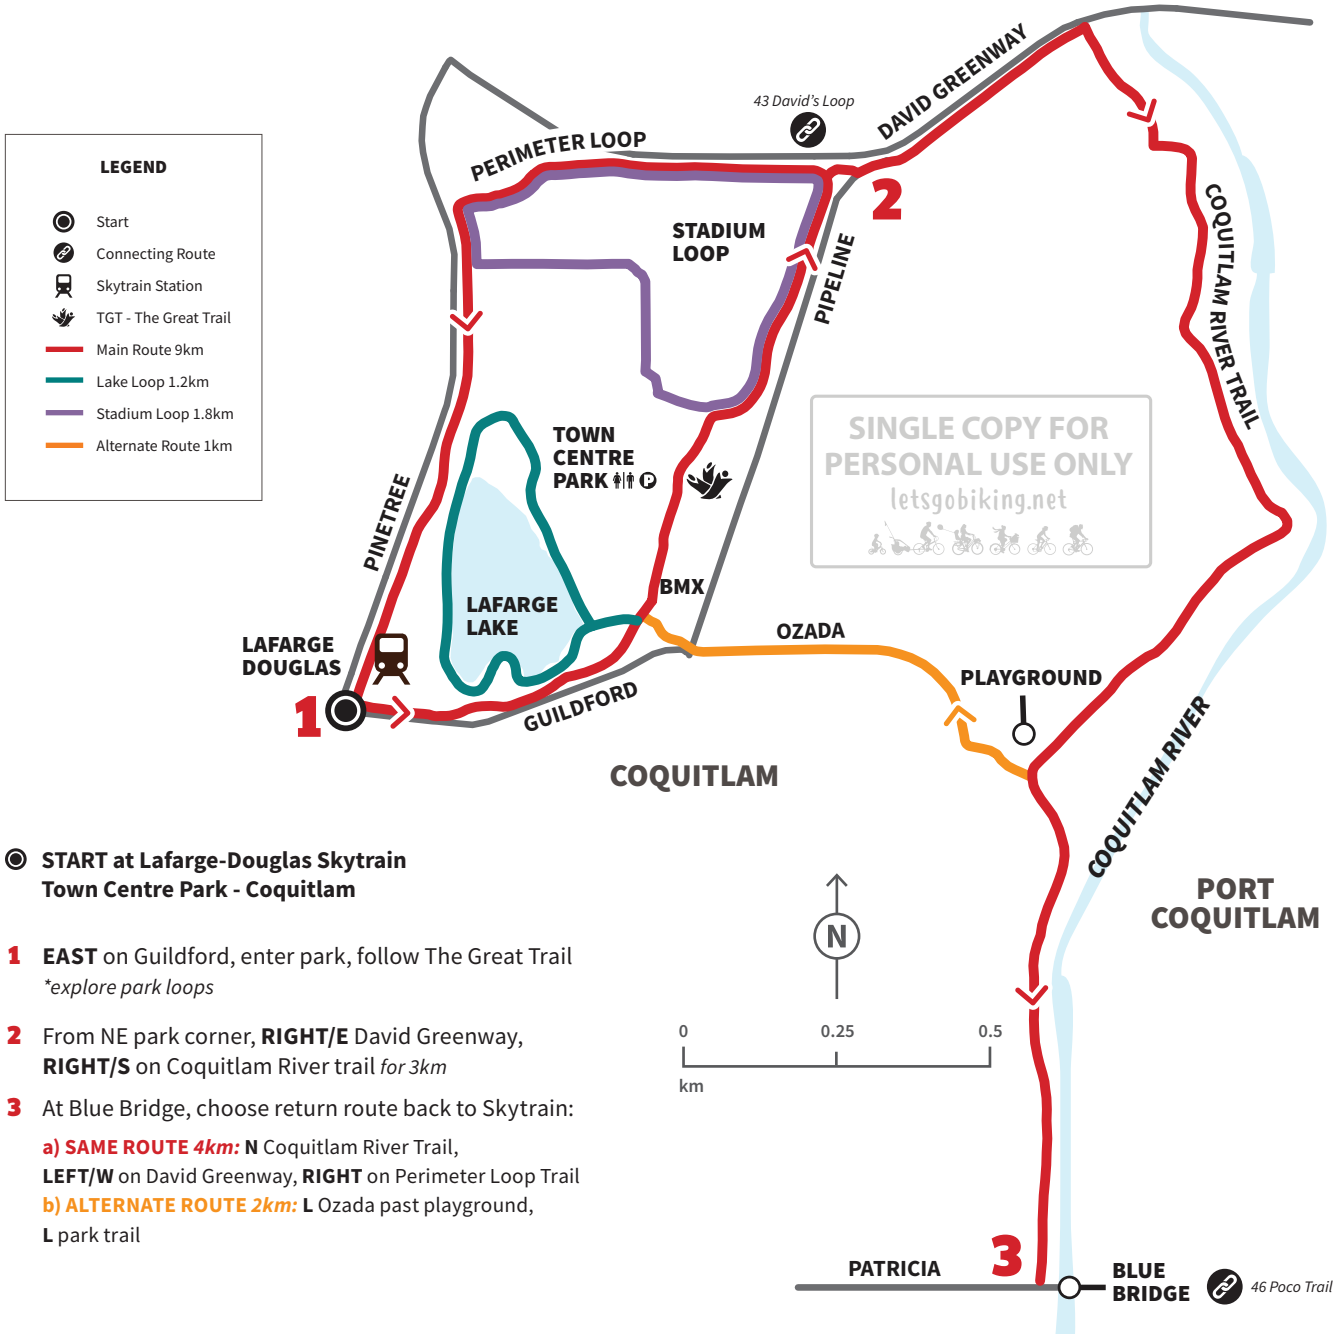 43 David's Loop
DAVID GREENWAY
PERIMETER LOOP
2
STADIUM
LOOP
PIPELINE
COQUITLAM RIVER TRAIL
LEGEND
Start
Connecting Route
Skytrain Station
TGT - The Great Trail
Main Route 9km
Lake Loop 1.2km
Stadium Loop 1.8km
Alternate Route 1km
TOWN
CENTRE
PARK
P
SINGLE COPY FOR
PERSONAL USE ONLY
letsgobiking.net
PINETREE
BMX
LAFARGE
LAKE
OZADA
LAFARGE
DOUGLAS
1
GUILDFORD
PLAYGROUND
COQUITLAM
COQUITLAM RIVER
PORT
COQUITLAM
N
0 0.25 0.5
km
START at Lafarge-Douglas Skytrain
Town Centre Park - Coquitlam
1 EAST on Guildford, enter park, follow The Great Trail
*explore park loops
2 From NE park corner, RIGHT/E David Greenway,
RIGHT/S on Coquitlam River trail for 3km
3 At Blue Bridge, choose return route back to Skytrain:
a) SAME ROUTE 4km: N Coquitlam River Trail,
LEFT/W on David Greenway, RIGHT on Perimeter Loop Trail
b) ALTERNATE ROUTE 2km: L Ozada past playground,
L park trail
3
PATRICIA
BLUE
BRIDGE
46 Poco Trail